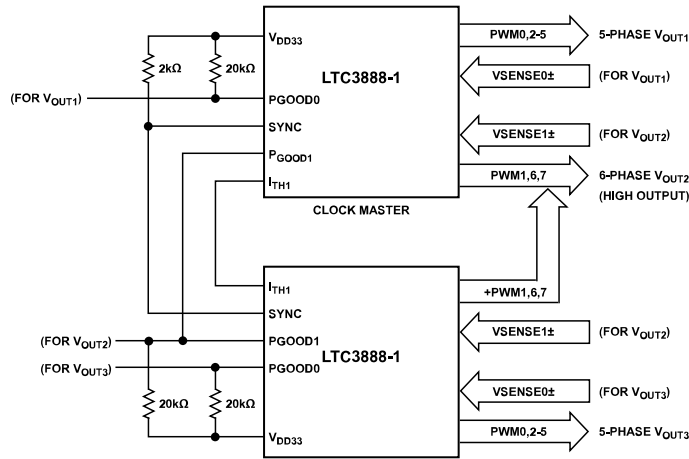 VDD33
PWM0,2-5
5-PHASE VOUT1
2kΩ
20kΩ
LTC3888-1
VSENSE0±
(FOR VOUT1)
(FOR VOUT1)
PGOOD0
SYNC
VSENSE1±
(FOR VOUT2)
PGOOD1
PWM1,6,7
6-PHASE VOUT2
(HIGH OUTPUT)
ITH1
CLOCK MASTER
ITH1
+PWM1,6,7
SYNC
(FOR VOUT2)
PGOOD1
VSENSE1±
(FOR VOUT2)
LTC3888-1
(FOR VOUT3)
PGOOD0
VSENSE0±
(FOR VOUT3)
20kΩ
20kΩ
VDD33
PWM0,2-5
5-PHASE VOUT3